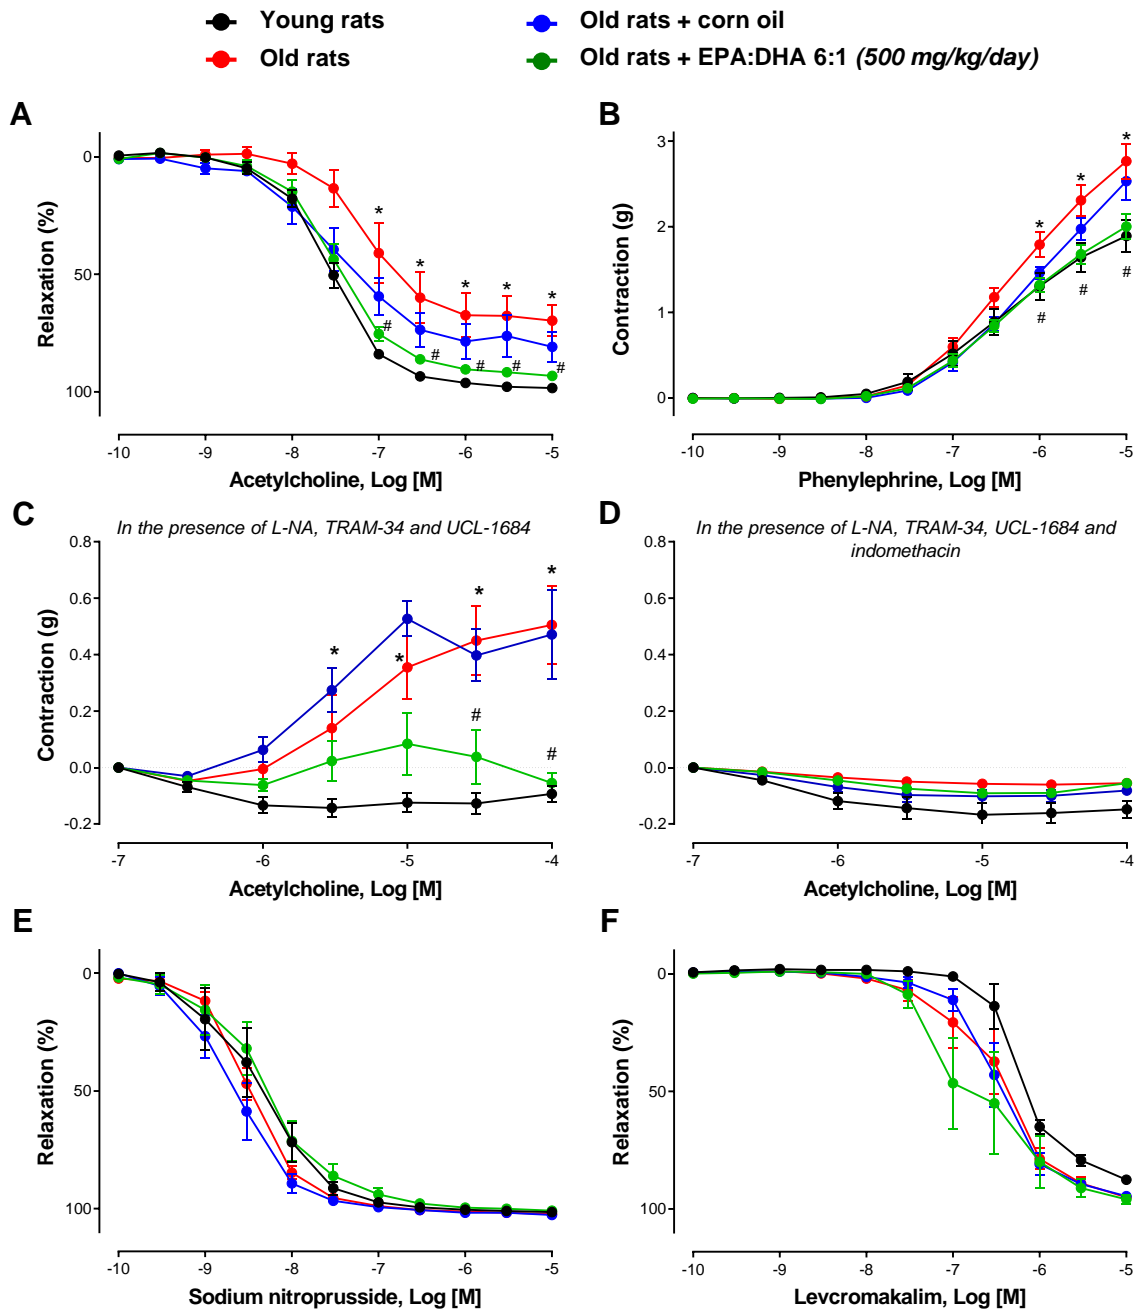 Young rats
Old rats
Old rats + corn oil
Old rats + EPA:DHA 6:1 (500 mg/kg/day)
A
0
50
100
Relaxation (%)
* * * * *
# # # # #
-10 -9 -8 -7 -6 -5
Acetylcholine, Log [M]
B
3
2
1
0
Contraction (g)
* * *
# # #
-10 -9 -8 -7 -6 -5
Phenylephrine, Log [M]
C
In the presence of L-NA, TRAM-34 and UCL-1684
0.8
0.6
0.4
0.2
0.0
-0.2
Contraction (g)
* * * *
# #
-7 -6 -5 -4
Acetylcholine, Log [M]
D
In the presence of L-NA, TRAM-34, UCL-1684 and
indomethacin
0.8
0.6
0.4
0.2
0.0
-0.2
Contraction (g)
-7 -6 -5 -4
Acetylcholine, Log [M]
E
0
50
100
Relaxation (%)
-10 -9 -8 -7 -6 -5
Sodium nitroprusside, Log [M]
F
0
50
100
Relaxation (%)
-10 -9 -8 -7 -6 -5
Levcromakalim, Log [M]